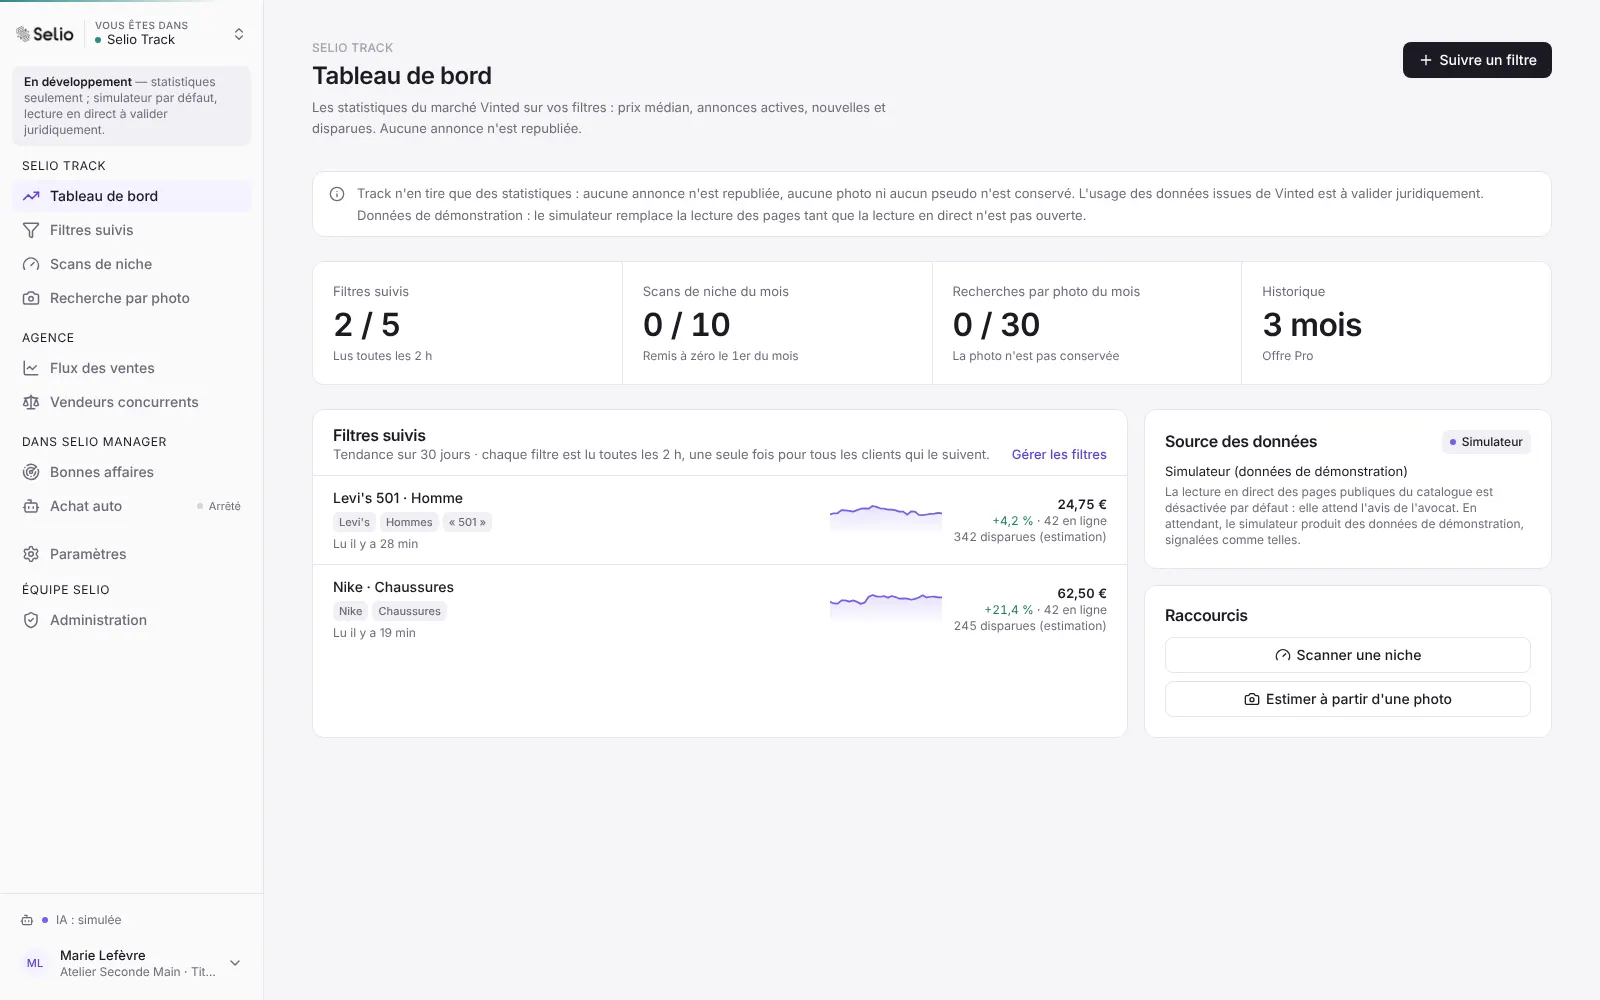 Selio
VOUS ÊTES DANS
Selio Track
En développement — statistiques
seulement ; simulateur par défaut,
lecture en direct à valider
juridiquement.
SELIO TRACK
Tableau de bord
Filtres suivis
Scans de niche
Recherche par photo
AGENCE
Flux des ventes
Vendeurs concurrents
DANS SELIO MANAGER
Bonnes affaires
Achat auto
Arrêté
Paramètres
ÉQUIPE SELIO
Administration
IA : simulée
ML
Marie Lefèvre
Atelier Seconde Main · Tit...
SELIO TRACK
Tableau de bord
Les statistiques du marché Vinted sur vos filtres : prix médian, annonces actives, nouvelles et
disparues. Aucune annonce n'est republiée.
+ Suivre un filtre
Track n'en tire que des statistiques : aucune annonce n'est republiée, aucune photo ni aucun pseudo n'est conservé. L'usage des données issues de Vinted est à valider juridiquement.
Données de démonstration : le simulateur remplace la lecture des pages tant que la lecture en direct n'est pas ouverte.
Filtres suivis
2 / 5
Lus toutes les 2 h
Scans de niche du mois
0 / 10
Remis à zéro le 1er du mois
Recherches par photo du mois
0 / 30
La photo n'est pas conservée
Historique
3 mois
Offre Pro
Filtres suivis
Tendance sur 30 jours · chaque filtre est lu toutes les 2 h, une seule fois pour tous les clients qui le suivent.
Gérer les filtres
Levi's 501 · Homme
Levi's Hommes « 501 »
Lu il y a 28 min
24,75 €
+4,2 % · 42 en ligne
342 disparues (estimation)
Nike · Chaussures
Nike Chaussures
Lu il y a 19 min
62,50 €
+21,4 % · 42 en ligne
245 disparues (estimation)
Source des données
Simulateur
Simulateur (données de démonstration)
La lecture en direct des pages publiques du catalogue est
désactivée par défaut : elle attend l'avis de l'avocat. En
attendant, le simulateur produit des données de démonstration,
signalées comme telles.
Raccourcis
Scanner une niche
Estimer à partir d'une photo